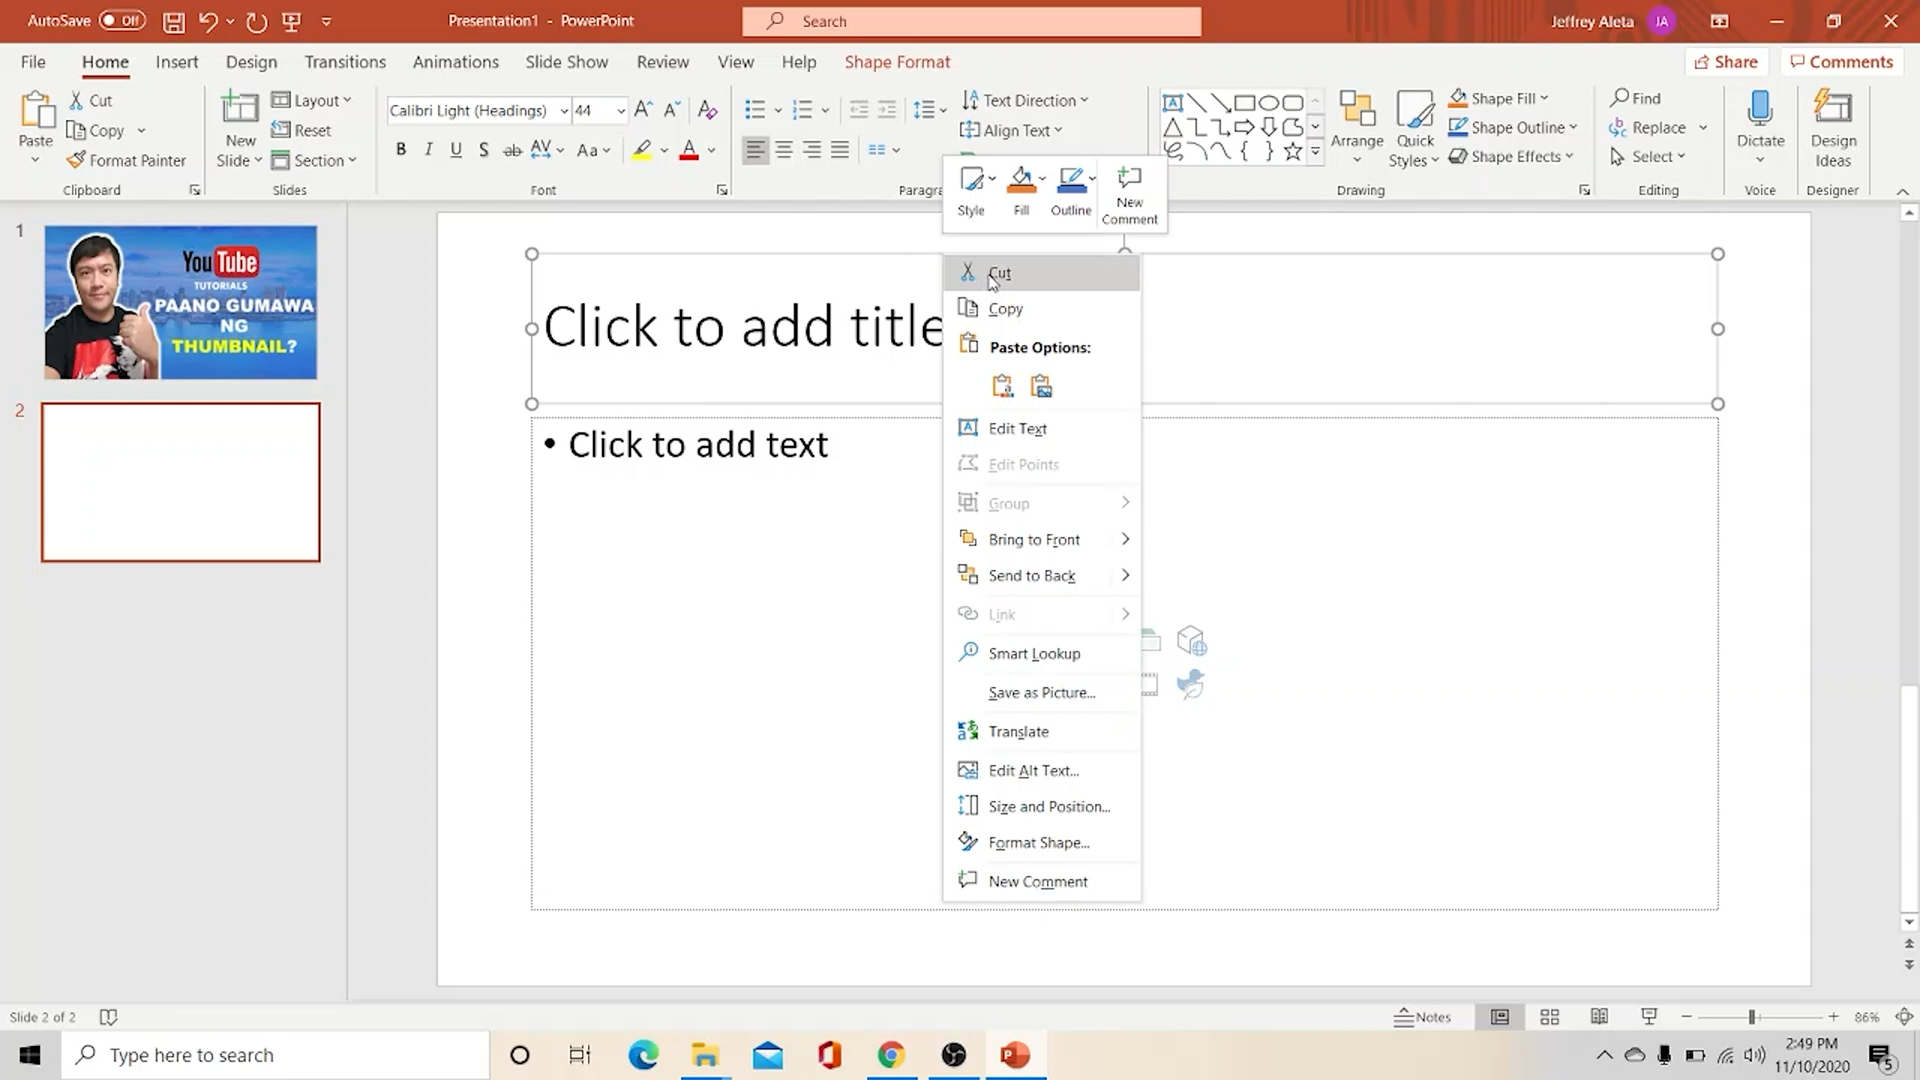 AutoSave Off Presentation1 - PowerPoint Search Jeffrey Aleta JA
File Home Insert Design Transitions Animations Slide Show Review View Help Shape Format Share Comments
Paste Cut Copy Format Painter Clipboard
New Slide Layout Reset Section Slides
Calibri Light (Headings) 44
B I U S ab AV Aa A
Font
Text Direction
Align Text
Arrange Quick Styles Shape Fill Shape Outline Shape Effects Drawing
Find Replace Select Editing
Dictate Voice
Design Ideas Designer
Style Fill Outline New Comment
1
YouTube
TUTORIALS
PAANO GUMAWA
NG
THUMBNAIL?
2
Click to add title
• Click to add text
Cut
Copy
Paste Options:
Edit Text
Edit Points
Group
Bring to Front
Send to Back
Link
Smart Lookup
Save as Picture...
Translate
Edit Alt Text...
Size and Position...
Format Shape...
New Comment
Slide 2 of 2 Notes 86%
Type here to search
2:49 PM
11/10/2020
5